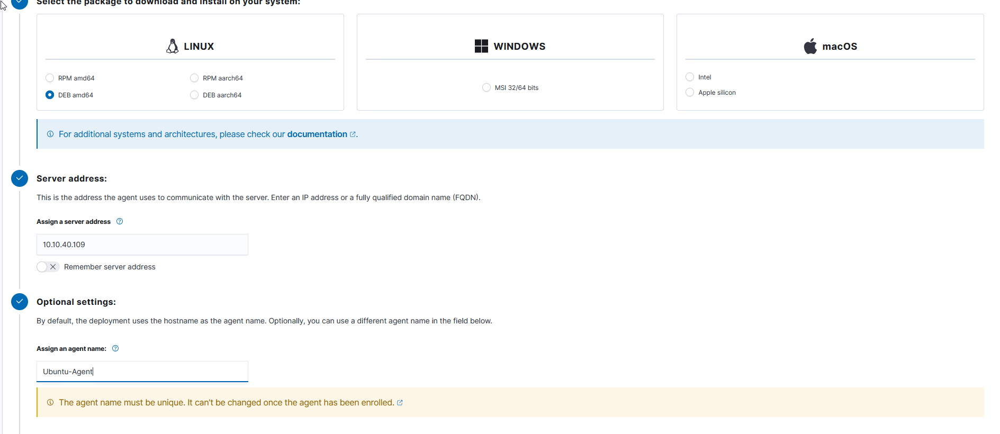 Select the package to download and install on your system:
LINUX
RPM amd64
RPM aarch64
DEB amd64
DEB aarch64
WINDOWS
MSI 32/64 bits
macOS
Intel
Apple silicon
For additional systems and architectures, please check our documentation.
Server address:
This is the address the agent uses to communicate with the server. Enter an IP address or a fully qualified domain name (FQDN).
Assign a server address
10.10.40.109
Remember server address
Optional settings:
By default, the deployment uses the hostname as the agent name. Optionally, you can use a different agent name in the field below.
Assign an agent name:
Ubuntu-Agent
The agent name must be unique. It can’t be changed once the agent has been enrolled.